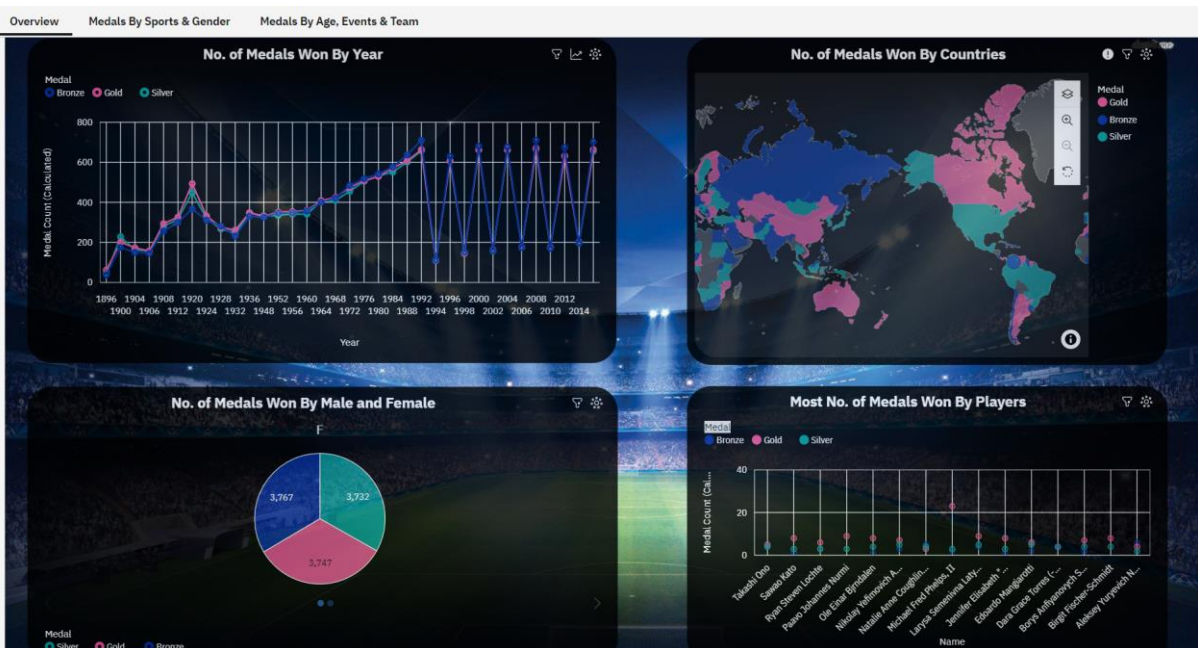 Overview Medals By Sports & Gender Medals By Age, Events & Team
No. of Medals Won By Year
Medal
Bronze Gold Silver
Medal Count (Calculated)
800
600
400
200
0
1896 1904 1908 1920 1928 1936 1952 1960 1968 1976 1984 1992 1996 2000 2004 2008 2012
1900 1906 1912 1924 1932 1948 1956 1964 1972 1980 1988 1994 1998 2002 2006 2010 2014
Year
No. of Medals Won By Countries
Medal
Gold
Bronze
Silver
No. of Medals Won By Male and Female
F
3,767
3,732
3,747
Medal
Silver Gold Bronze
Most No. of Medals Won By Players
Medal
Bronze Gold Silver
Medal Count (Cal...
40
20
0
Takashi Ono
Sawao Kato
Ryan Steven Lochte
Paavo Johannes Nurmi
Ole Einar Bjrndalen
Nikolay Yefimovich A...
Natalie Anne Coughlin...
Michael Fred Phelps, II
Larysa Semenivna Laty...
Jennifer Elisabeth "...
Edoardo Mangiarotti
Dara Grace Torres (-...
Borys Anfiyanovych S...
Birgit Fischer-Schmidt
Aleksey Yuryevich N...
Name